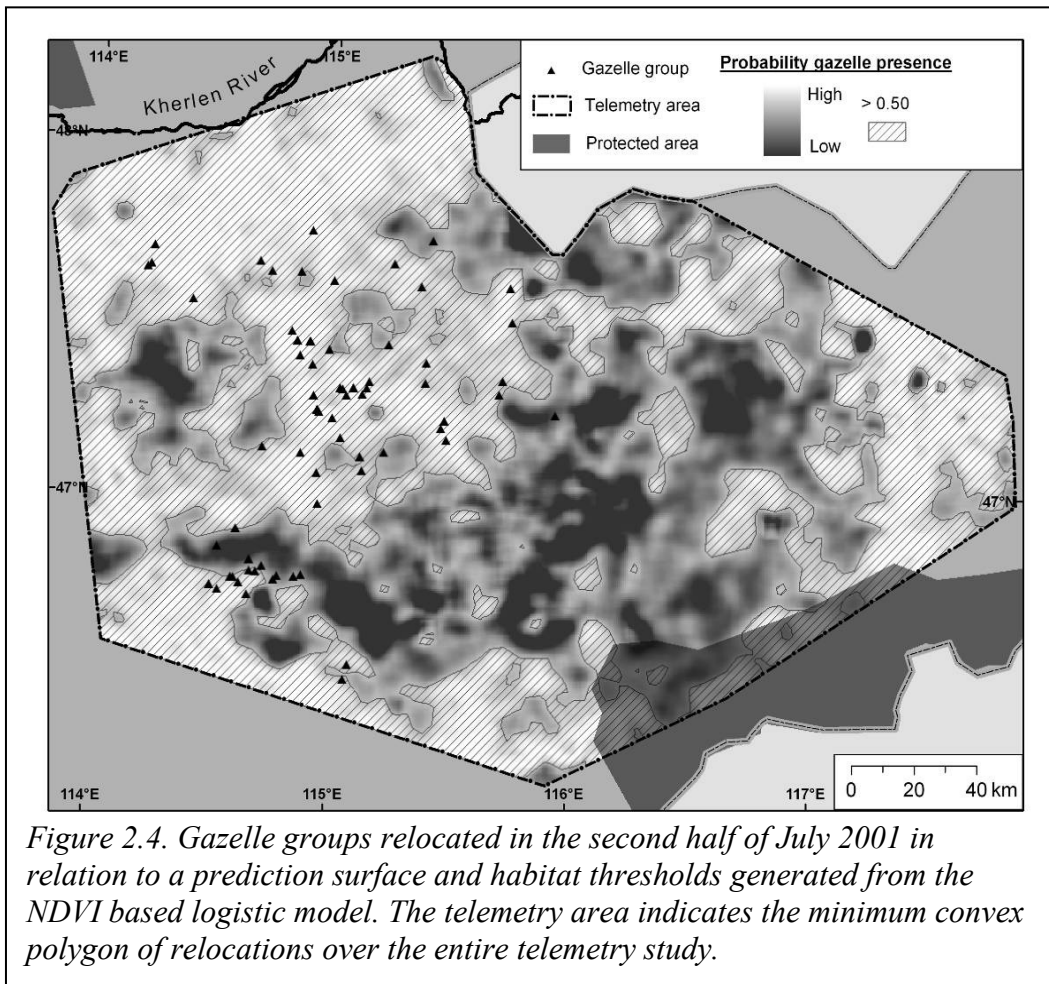 114°E
115°E
Kherlen River
48°N
Gazelle group
Telemetry area
Protected area
Probability gazelle presence
High
Low
> 0.50
47°N
47°N
114°E
115°E
116°E
117°E
0 20 40 km
Figure 2.4. Gazelle groups relocated in the second half of July 2001 in
relation to a prediction surface and habitat thresholds generated from the
NDVI based logistic model. The telemetry area indicates the minimum convex
polygon of relocations over the entire telemetry study.